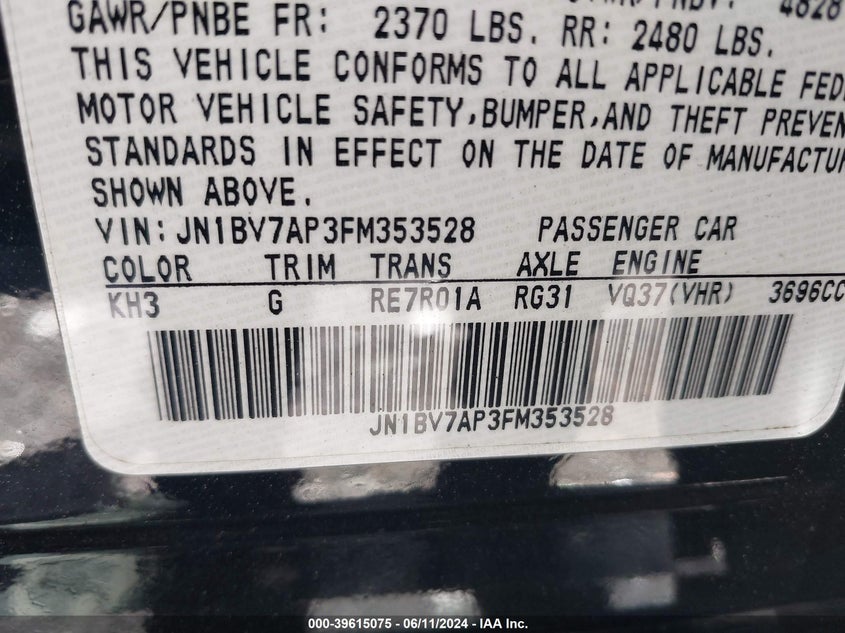 GAWR/PNBE FR: 2370 LBS. RR: 2480 LBS.
THIS VEHICLE CONFORMS TO ALL APPLICABLE FEDE
MOTOR VEHICLE SAFETY,BUMPER,AND THEFT PREVEN
STANDARDS IN EFFECT ON THE DATE OF MANUFACTUR
SHOWN ABOVE.
VIN:JN1BV7AP3FM353528 PASSENGER CAR
COLOR TRIM TRANS AXLE ENGINE
KH3 G RE7R01A RG31 VQ37(VHR) 3696CC
JN1BV7AP3FM353528
000-39615075 - 06/11/2024 - IAA Inc.